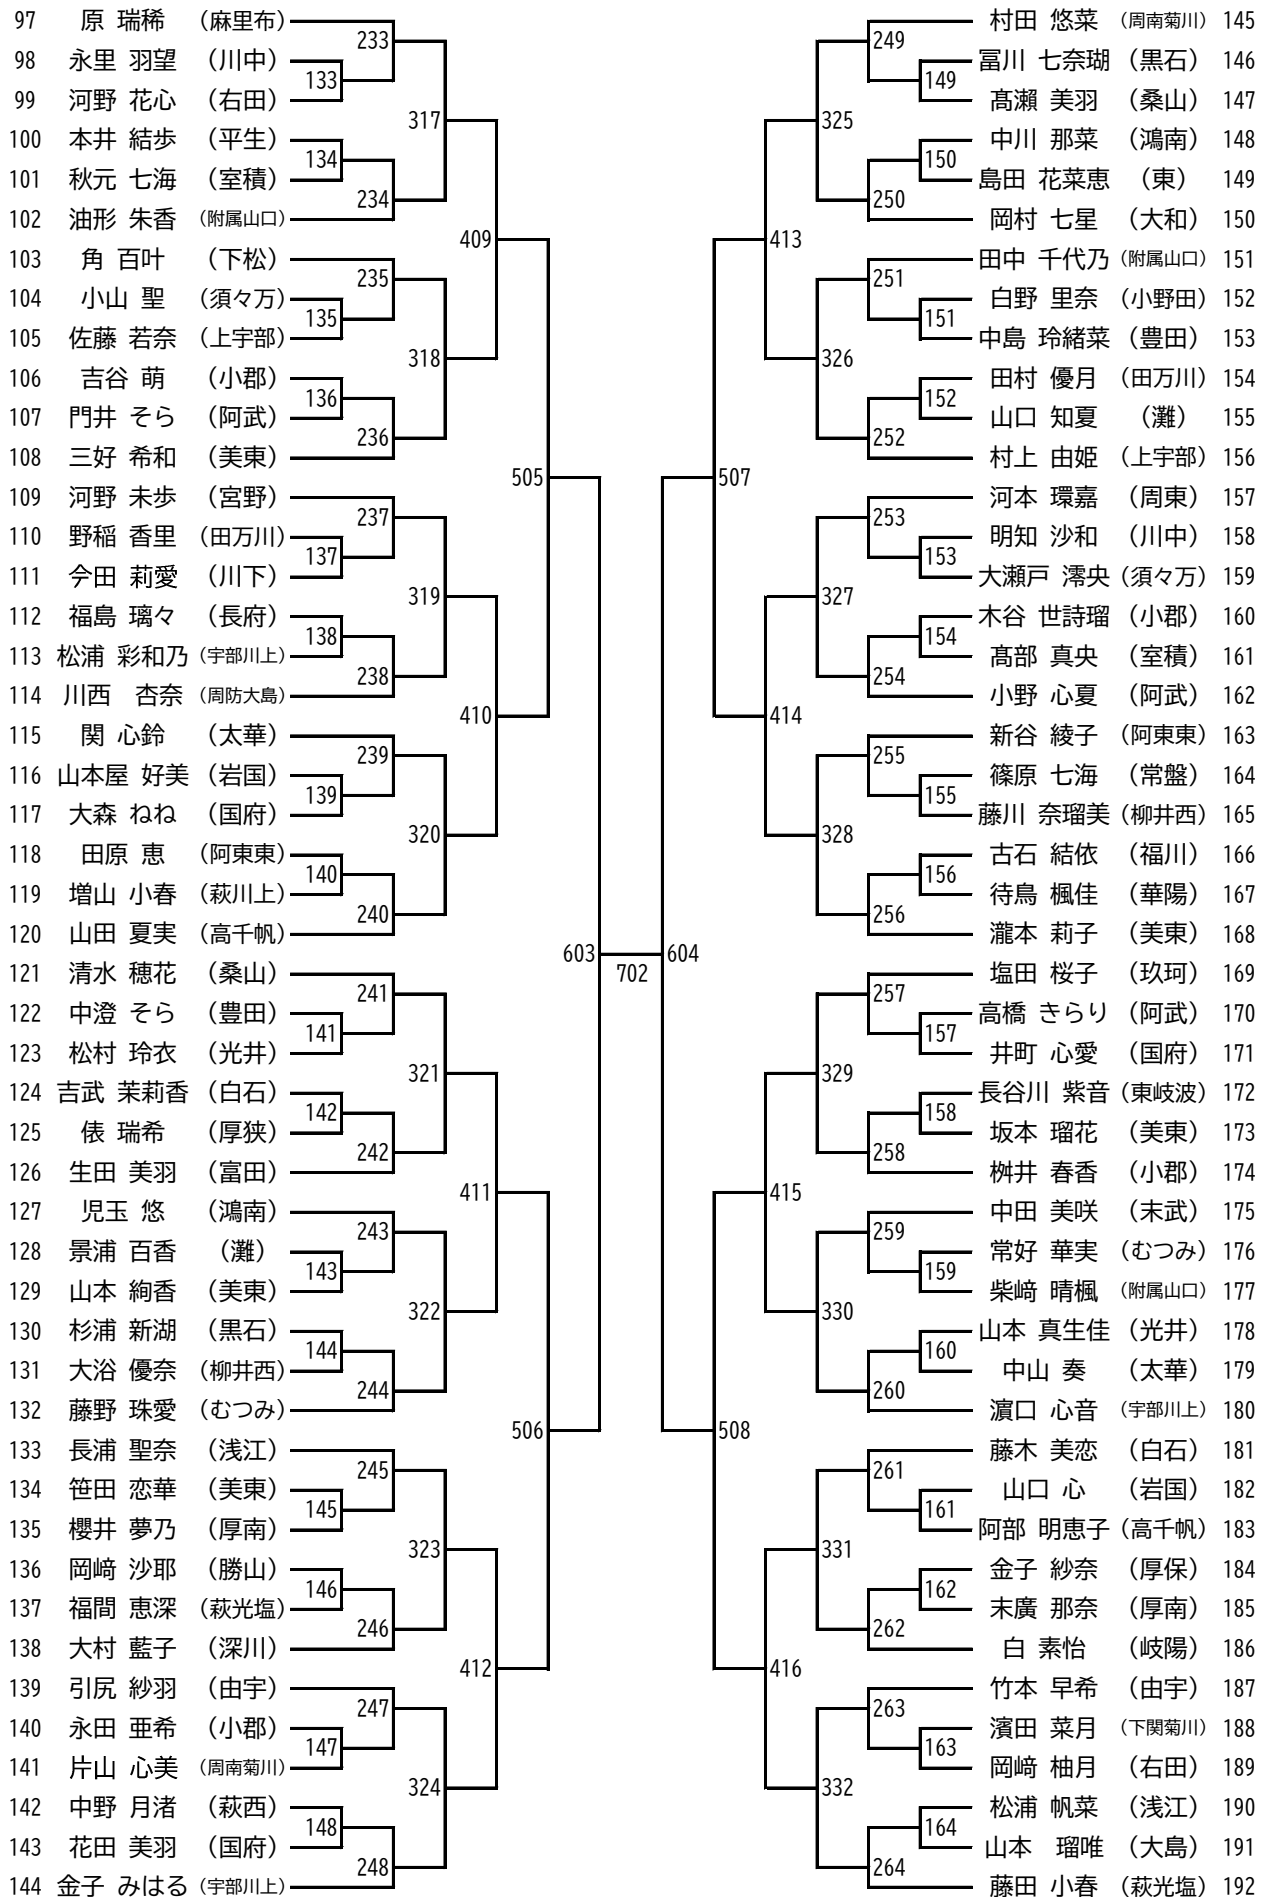 97 原 瑞稀 （麻里布） 村田 悠菜 （周南菊川） 145
233 249
98 永里 羽望 （川中） 冨川 七奈瑚 （黒石） 146
133 149
99 河野 花心 （右田） 髙瀨 美羽 （桑山） 147
317 325
100 本井 結歩 （平生） 中川 那菜 （鴻南） 148
134 150
101 秋元 七海 （室積） 島田 花菜恵 （東） 149
234 250
102 油形 朱香 （附属山口） 岡村 七星 （大和） 150
409 413
103 角 百叶 （下松） 田中 千代乃 （附属山口） 151
235 251
104 小山 聖 （須々万） 白野 里奈 （小野田） 152
135 151
105 佐藤 若奈 （上宇部） 中島 玲緒菜 （豊田） 153
318 326
106 吉谷 萌 （小郡） 田村 優月 （田万川） 154
136 152
107 門井 そら （阿武） 山口 知夏 （灘） 155
236 252
108 三好 希和 （美東） 村上 由姫 （上宇部） 156
505 507
109 河野 未歩 （宮野） 河本 環嘉 （周東） 157
237 253
110 野稲 香里 （田万川） 明知 沙和 （川中） 158
137 153
111 今田 莉愛 （川下） 大瀬戸 澪央 （須々万） 159
319 327
112 福島 璃々 （長府） 木谷 世詩瑠 （小郡） 160
138 154
113 松浦 彩和乃 （宇部川上） 髙部 真央 （室積） 161
238 254
114 川西 杏奈 （周防大島） 小野 心夏 （阿武） 162
410 414
115 関 心鈴 （太華） 新谷 綾子 （阿東東） 163
239 255
116 山本屋 好美 （岩国） 篠原 七海 （常盤） 164
139 155
117 大森 ねね （国府） 藤川 奈瑠美 （柳井西） 165
320 328
118 田原 恵 （阿東東） 古石 結依 （福川） 166
140 156
119 増山 小春 （萩川上） 待鳥 楓佳 （華陽） 167
240 256
120 山田 夏実 （高千帆） 瀧本 莉子 （美東） 168
603 702 604
121 清水 穂花 （桑山） 塩田 桜子 （玖珂） 169
241 257
122 中澄 そら （豊田） 高橋 きらり （阿武） 170
141 157
123 松村 玲衣 （光井） 井町 心愛 （国府） 171
321 329
124 吉武 茉莉香 （白石） 長谷川 紫音 （東岐波） 172
142 158
125 俵 瑞希 （厚狭） 坂本 瑠花 （美東） 173
242 258
126 生田 美羽 （富田） 桝井 春香 （小郡） 174
411 415
127 児玉 悠 （鴻南） 中田 美咲 （末武） 175
243 259
128 景浦 百香 （灘） 常好 華実 （むつみ） 176
143 159
129 山本 絢香 （美東） 柴﨑 晴楓 （附属山口） 177
322 330
130 杉浦 新湖 （黒石） 山本 真生佳 （光井） 178
144 160
131 大浴 優奈 （柳井西） 中山 奏 （太華） 179
244 260
132 藤野 珠愛 （むつみ） 濵口 心音 （宇部川上） 180
506 508
133 長浦 聖奈 （浅江） 藤木 美恋 （白石） 181
245 261
134 笹田 恋華 （美東） 山口 心 （岩国） 182
145 161
135 櫻井 夢乃 （厚南） 阿部 明恵子 （高千帆） 183
323 331
136 岡﨑 沙耶 （勝山） 金子 紗奈 （厚保） 184
146 162
137 福間 恵深 （萩光塩） 末廣 那奈 （厚南） 185
246 262
138 大村 藍子 （深川） 白 素怡 （岐陽） 186
412 416
139 引尻 紗羽 （由宇） 竹本 早希 （由宇） 187
247 263
140 永田 亜希 （小郡） 濱田 菜月 （下関菊川） 188
147 163
141 片山 心美 （周南菊川） 岡﨑 柚月 （右田） 189
324 332
142 中野 月渚 （萩西） 松浦 帆菜 （浅江） 190
148 164
143 花田 美羽 （国府） 山本 瑠唯 （大島） 191
248 264
144 金子 みはる （宇部川上） 藤田 小春 （萩光塩） 192